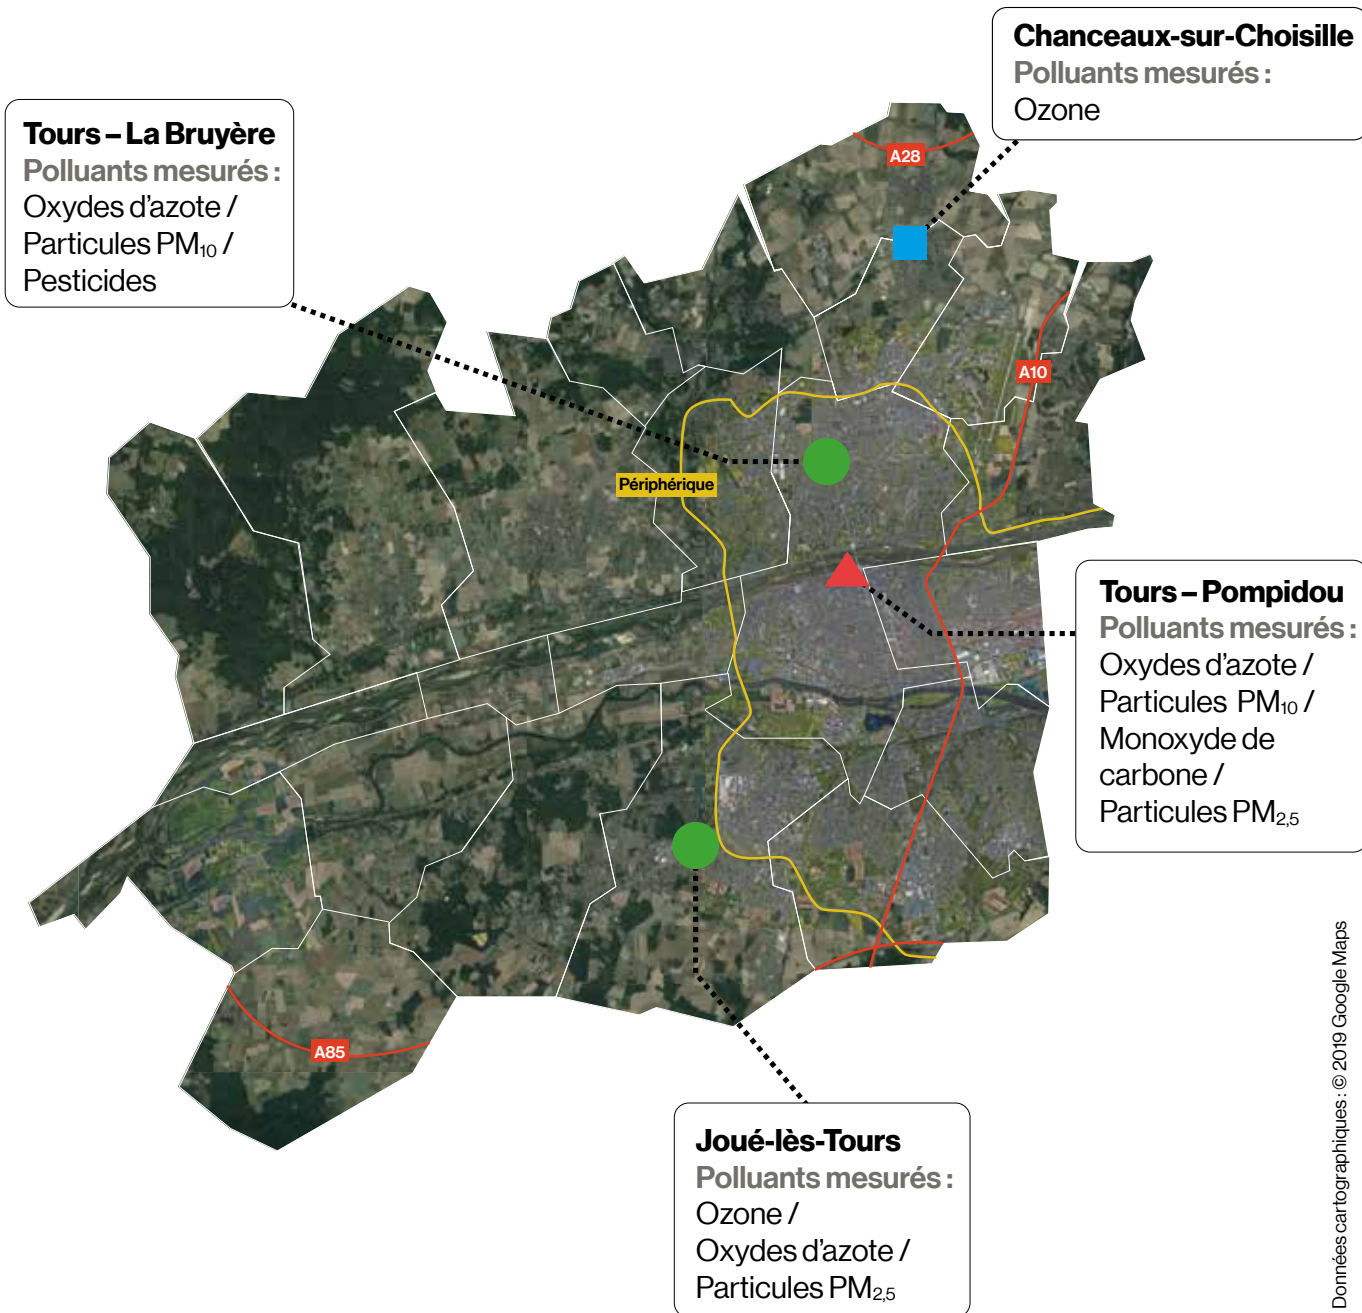 Chanceaux-sur-Choisille
Polluants mesurés :
Ozone
Tours – La Bruyère
Polluants mesurés :
Oxydes d'azote /
Particules PM₁₀ /
Pesticides
A28
A10
Périphérique
Tours – Pompidou
Polluants mesurés :
Oxydes d'azote /
Particules PM₁₀ /
Monoxyde de
carbone /
Particules PM₂,₅
A85
Joué-lès-Tours
Polluants mesurés :
Ozone /
Oxydes d'azote /
Particules PM₂,₅
Données cartographiques : © 2019 Google Maps